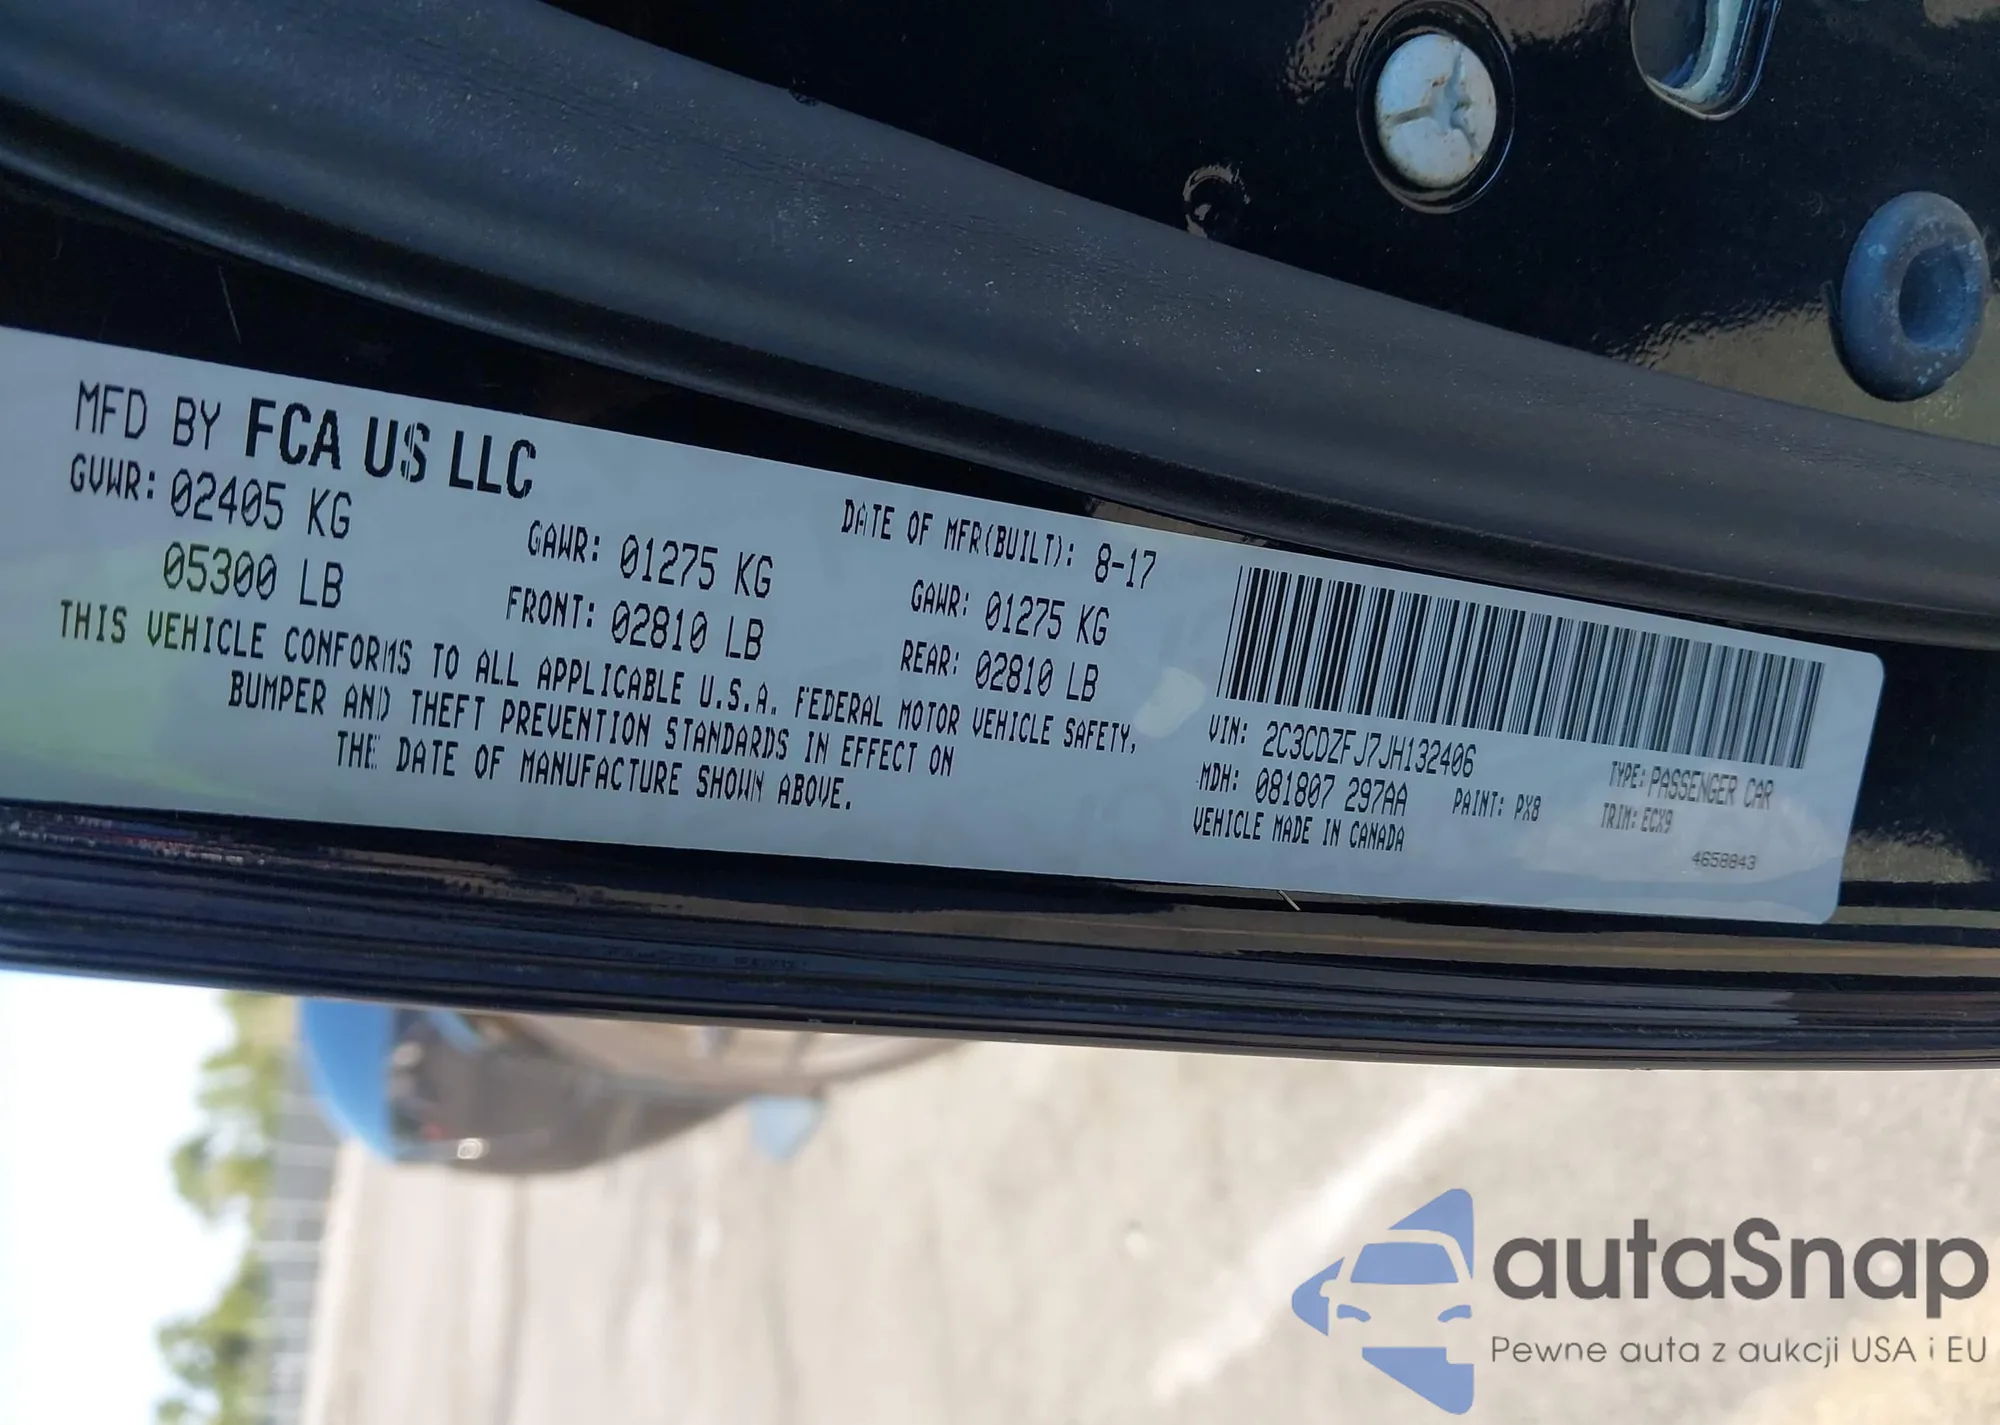 MFD BY FCA US LLC
DATE OF MFR(BUILT): 8-17
GVWR: 02405 KG
05300 LB
GAWR: 01275 KG
FRONT: 02810 LB
GAWR: 01275 KG
REAR: 02810 LB
THIS VEHICLE CONFORMS TO ALL APPLICABLE U.S.A. FEDERAL MOTOR VEHICLE SAFETY,
BUMPER AND THEFT PREVENTION STANDARDS IN EFFECT ON
THE DATE OF MANUFACTURE SHOWN ABOVE.
VIN: 2C3CDZFJ7JH132406
TYPE: PASSENGER CAR
MDH: 081807 297AA
PAINT: PX8
TRIM: ECX9
VEHICLE MADE IN CANADA
4658843
autaSnap
Pewne auta z aukcji USA i EU